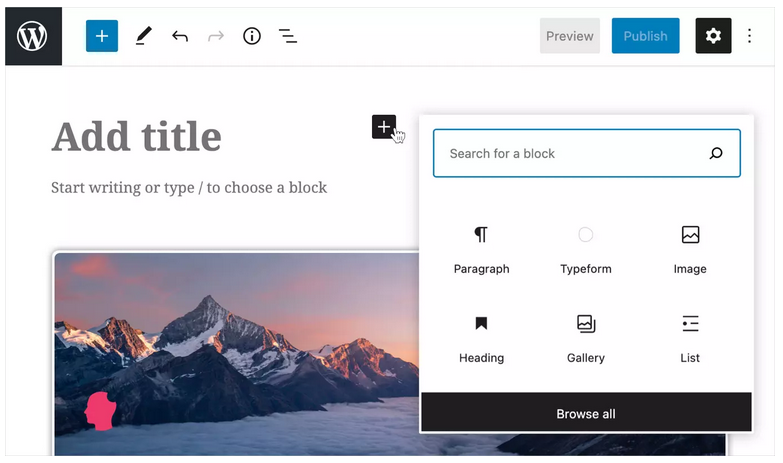 Preview
Publish
Add title
Start writing or type / to choose a block
Search for a block
Paragraph
Typeform
Image
Heading
Gallery
List
Browse all